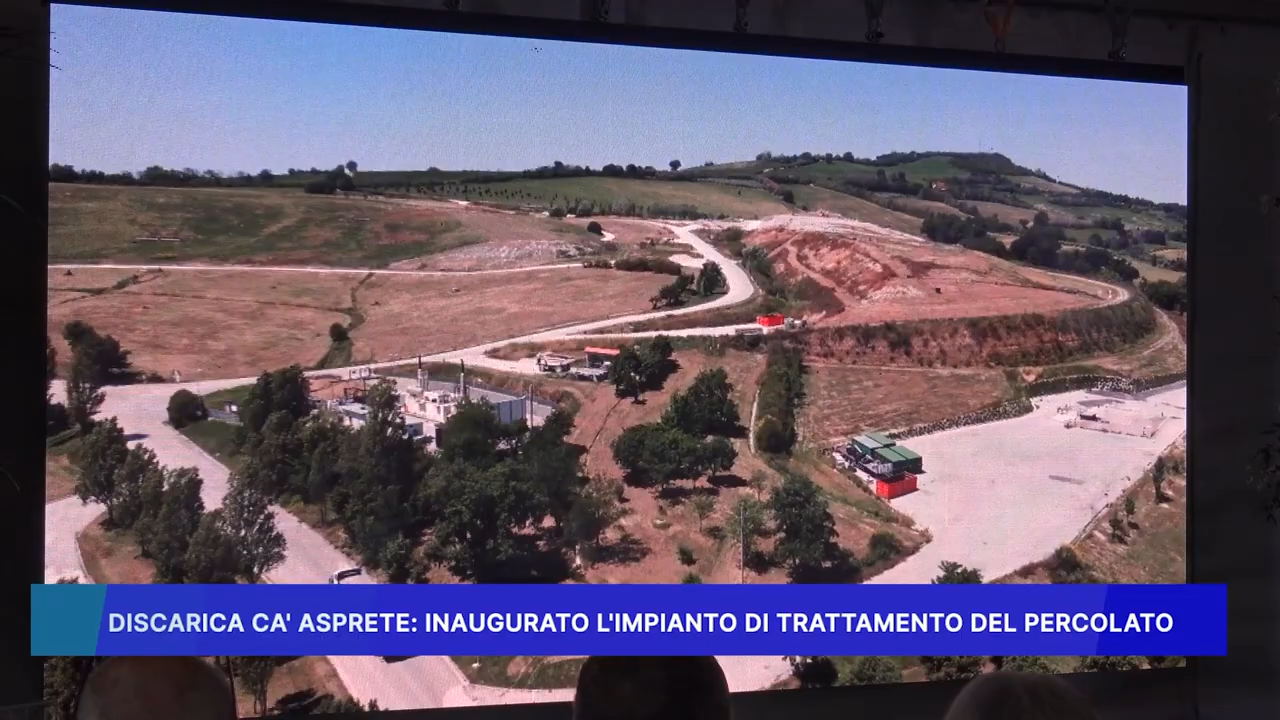 DISCARICA CA' ASPRETE: INAUGURATO L'IMPIANTO DI TRATTAMENTO DEL PERCOLATO